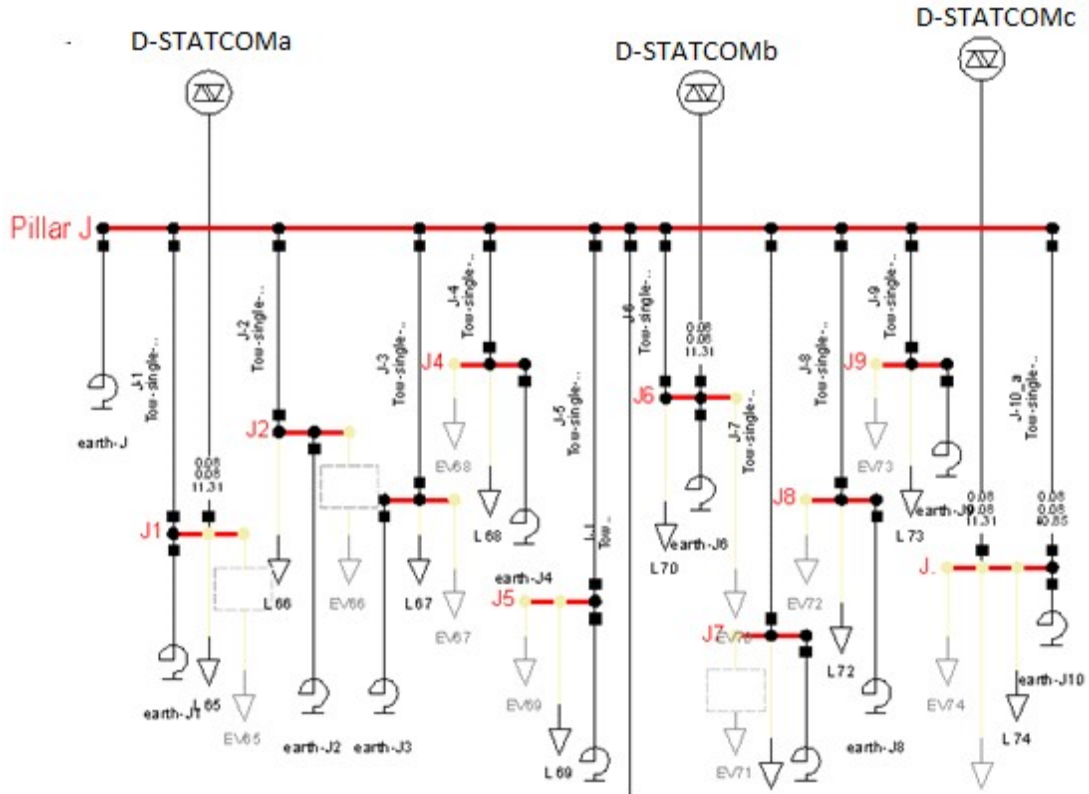 D-STATCOMa
D-STATCOMb
D-STATCOMc
Pillar J
J-1
Tow-single-..
J-2
Tow-single-..
J-3
Tow-single-..
J-4
Tow-single-..
J-5
Tow-single-..
J-6
Tow-single-..
J-7
Tow-single-..
J-8
Tow-single-..
J-9
Tow-single-..
J-10_a
Tow-single-..
Tow..
earth-J
0.08
0.08
11.31
0.08
0.08
11.31
0.08
0.08
11.31
0.08
0.08
J4
J9
J6
J2
EV68
EV73
J3
J8
L 68
L 73
earth-J9
J1
L 70
earth-J6
J.
L 66
EV66
L 67
earth-J4
EV72
J5
EV67
EV70
J7
L 72
earth-J10
EV69
EV74
earth-J1
L 65
EV65
earth-J2
earth-J3
L 69
EV71
earth-J8
L 74